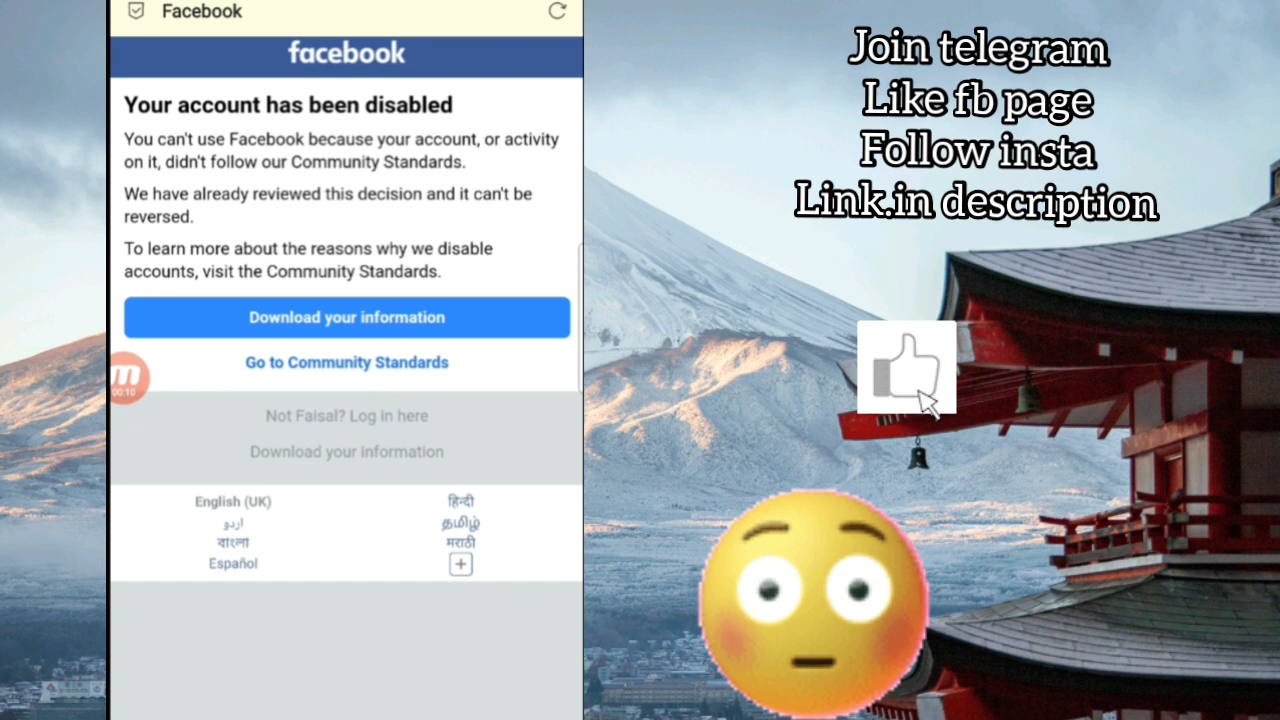 Facebook
facebook
Your account has been disabled
You can't use Facebook because your account, or activity
on it, didn't follow our Community Standards.
We have already reviewed this decision and it can't be
reversed.
To learn more about the reasons why we disable
accounts, visit the Community Standards.
Download your information
Go to Community Standards
m
00:10
Not Faisal? Log in here
Download your information
English (UK)
हिन्दी
اردو
தமிழ்
বাংলা
मराठी
Español
+
Join telegram
Like fb page
Follow insta
Link.in description